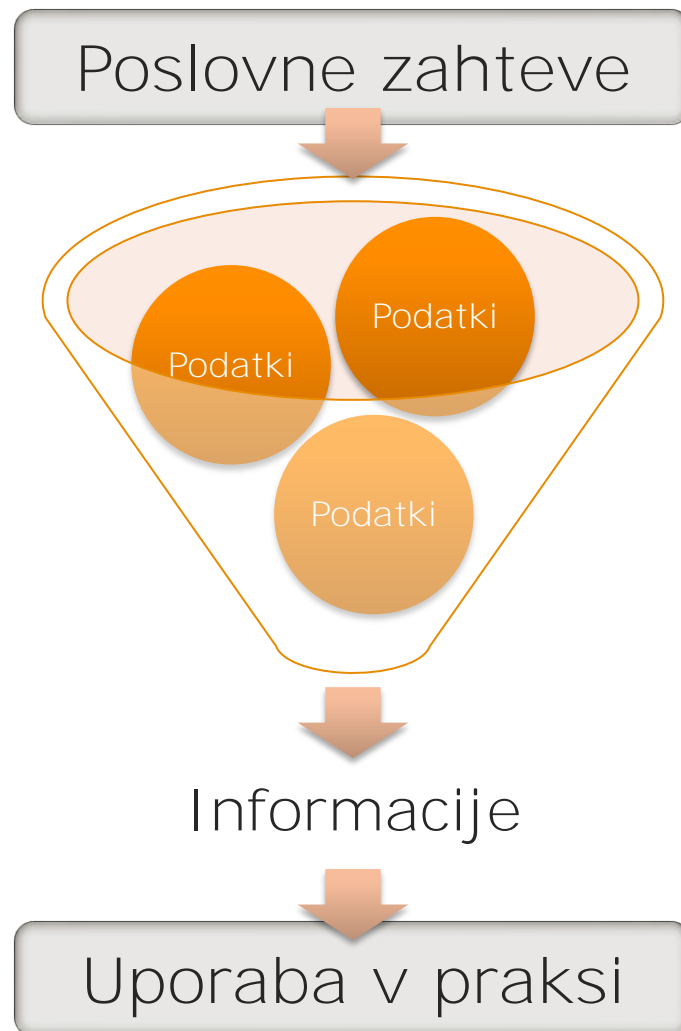 Poslovne zahteve
Podatki
Podatki
Podatki
Informacije
Uporaba v praksi